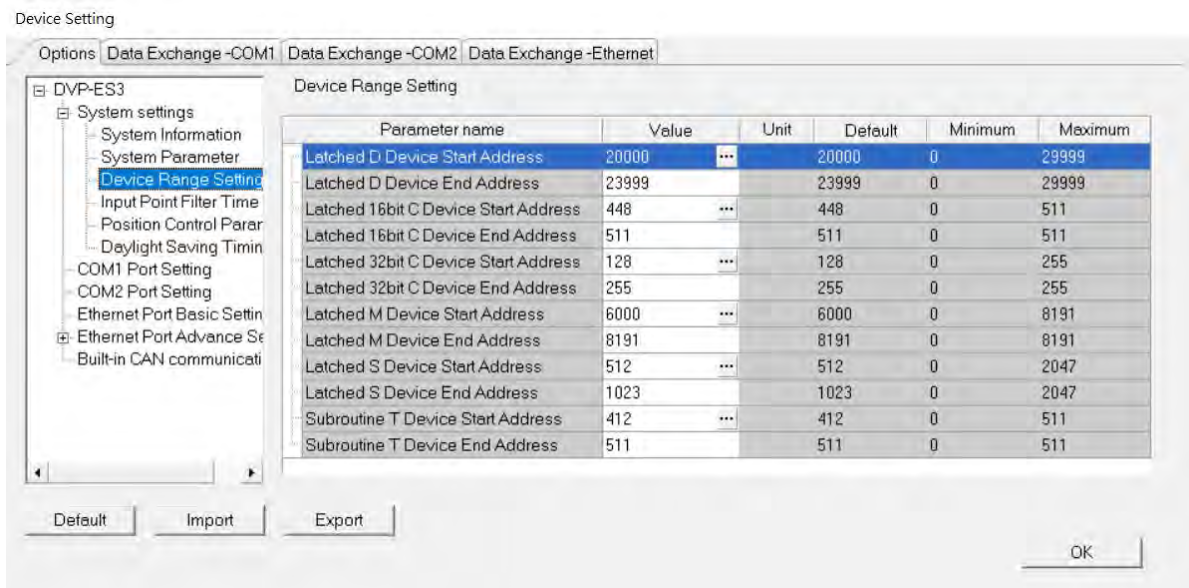 Device Setting
Options Data Exchange -COM1 Data Exchange -COM2 Data Exchange -Ethernet
DVP-ES3
System settings
System Information
System Parameter
Device Range Setting
Input Point Filter Time
Position Control Parar
Daylight Saving Timin
COM1 Port Setting
COM2 Port Setting
Ethernet Port Basic Settin
Ethernet Port Advance Se
Built-in CAN communicati
Device Range Setting
Parameter name Value Unit Default Minimum Maximum
Latched D Device Start Address 20000 ... 20000 0 29999
Latched D Device End Address 23999 23999 0 29999
Latched 16bit C Device Start Address 448 ... 448 0 511
Latched 16bit C Device End Address 511 511 0 511
Latched 32bit C Device Start Address 128 ... 128 0 255
Latched 32bit C Device End Address 255 255 0 255
Latched M Device Start Address 6000 ... 6000 0 8191
Latched M Device End Address 8191 8191 0 8191
Latched S Device Start Address 512 ... 512 0 2047
Latched S Device End Address 1023 1023 0 2047
Subroutine T Device Start Address 412 ... 412 0 511
Subroutine T Device End Address 511 511 0 511
Default Import Export
OK